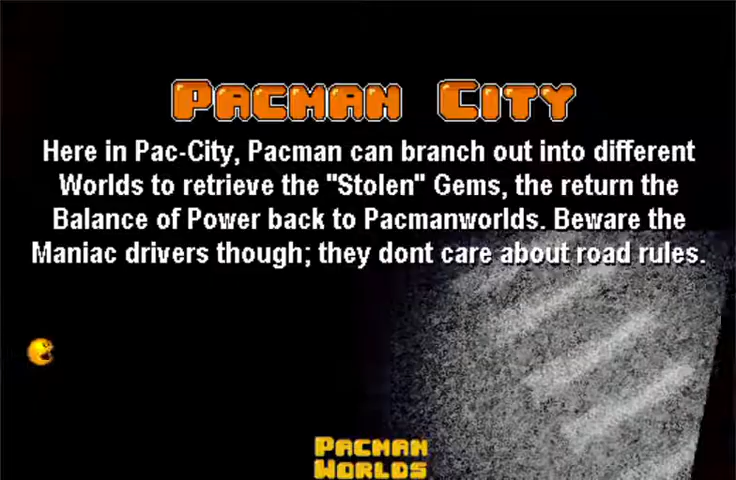 Pacman City
Here in Pac-City, Pacman can branch out into different
Worlds to retrieve the "Stolen" Gems, the return the
Balance of Power back to Pacmanworlds. Beware the
Maniac drivers though; they dont care about road rules.
Pacman
Worlds